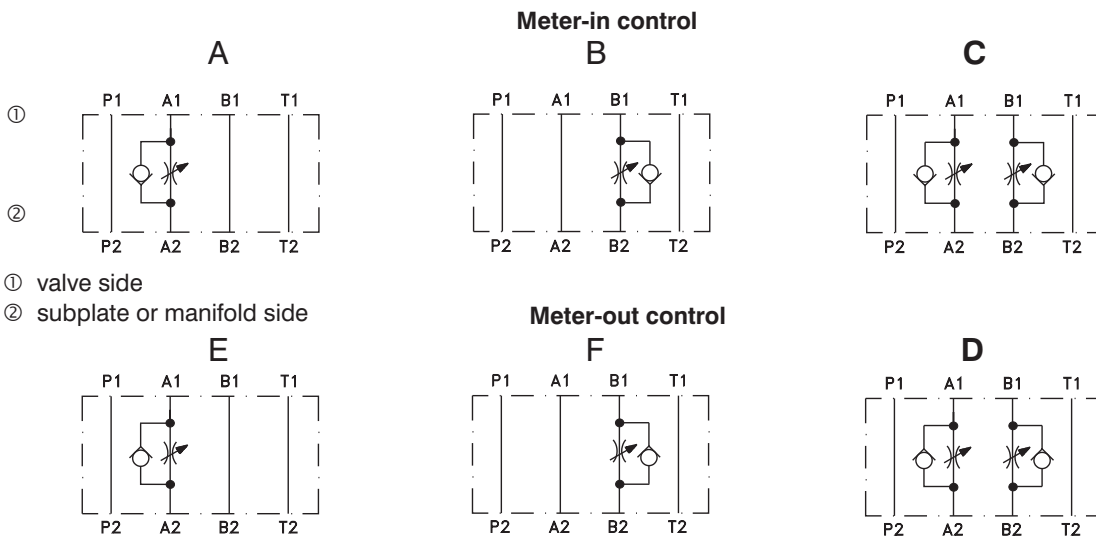 Meter-in control
A B C
P1 A1 B1 T1 P1 A1 B1 T1 P1 A1 B1 T1
①
②
P2 A2 B2 T2 P2 A2 B2 T2 P2 A2 B2 T2
① valve side
② subplate or manifold side
Meter-out control
E F D
P1 A1 B1 T1 P1 A1 B1 T1 P1 A1 B1 T1
P2 A2 B2 T2 P2 A2 B2 T2 P2 A2 B2 T2